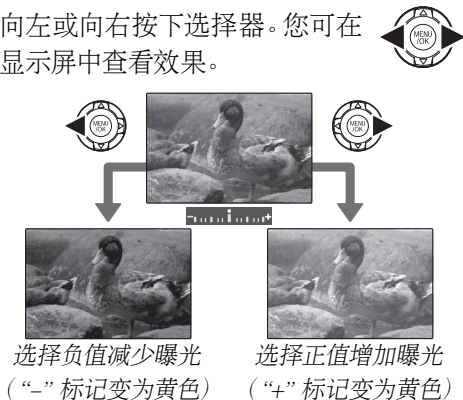 向左或向右按下选择器。您可在
MENU
/OK
显示屏中查看效果。
MENU
/OK
MENU
/OK
- +
选择负值减少曝光
选择正值增加曝光
（“–” 标记变为黄色）
（“+” 标记变为黄色）